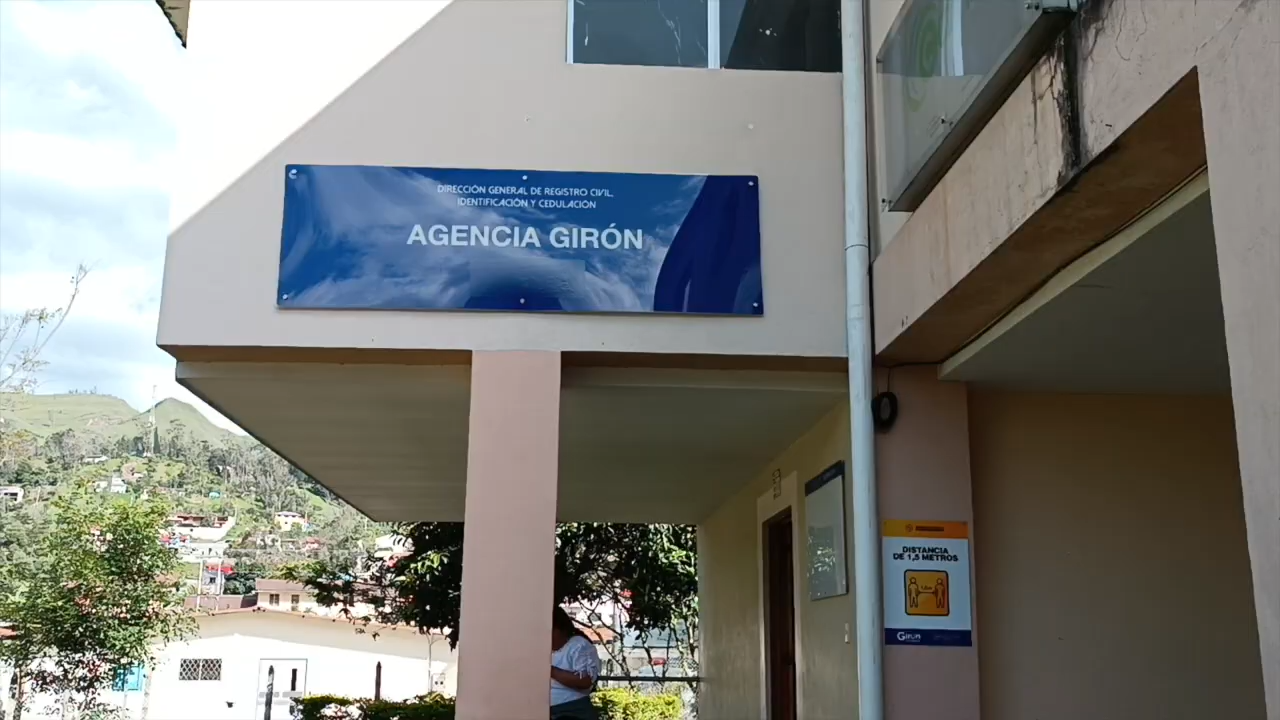 DIRECCIÓN GENERAL DE REGISTRO CIVIL,
IDENTIFICACIÓN Y CEDULACIÓN
AGENCIA GIRÓN
DISTANCIA
DE 1,5 METROS
GIRÓN